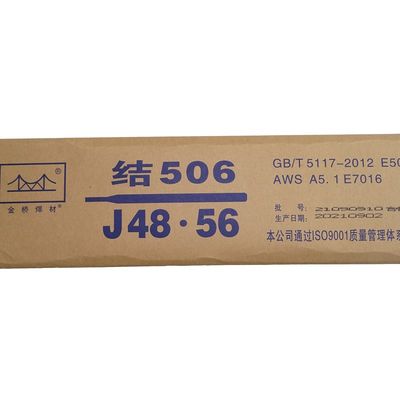 ®
金桥焊材
结506
J48·56
GB/T 5117-2012 E50
AWS A5.1 E7016
批 号: 21090910
生产日期: 20210902
本公司通过ISO9001质量管理体系